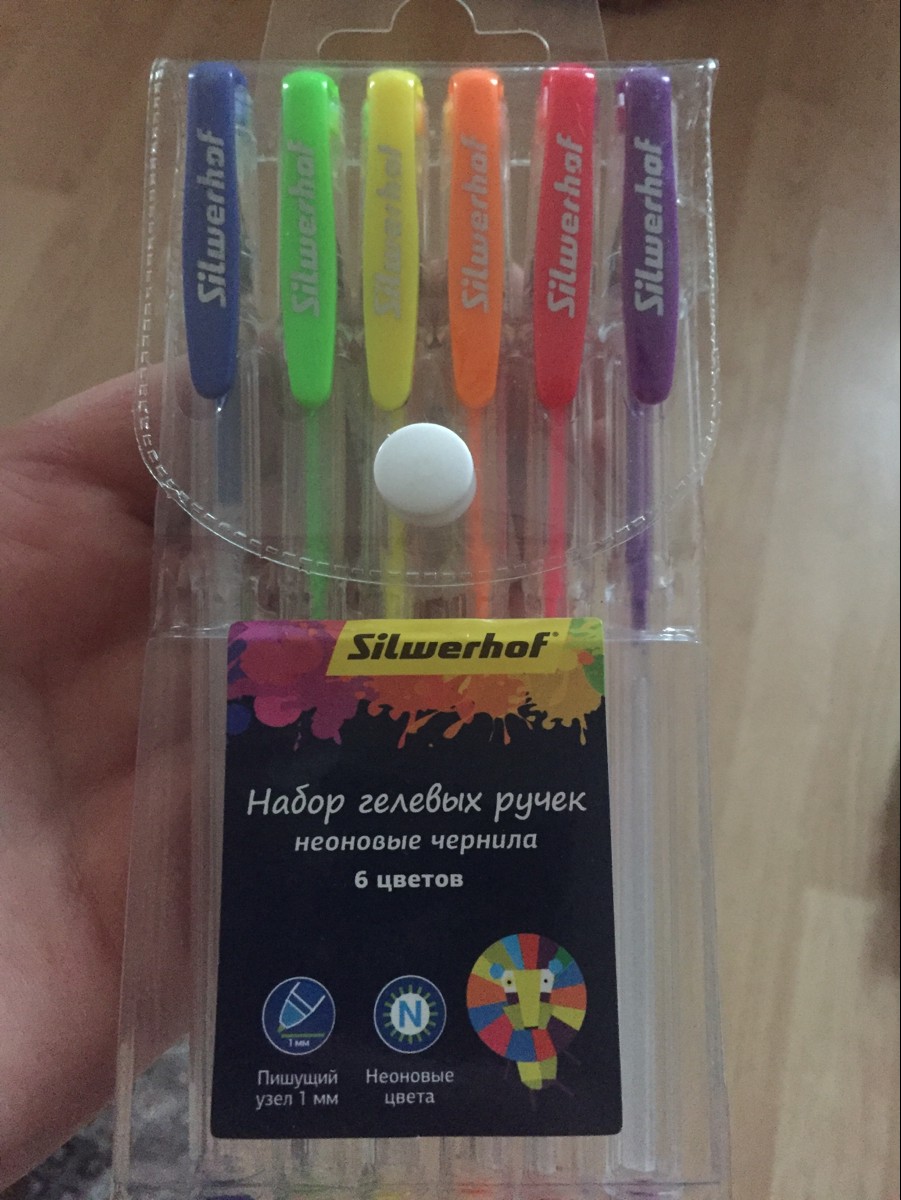 Silwerhof
Silwerhof
Silwerhof
Silwerhof
Silwerhof
Silwerhof
Silwerhof®
Набор гелевых ручек
неоновые чернила
6 цветов
1 мм
N
Пишущий
узел 1 мм
Неоновые
цвета